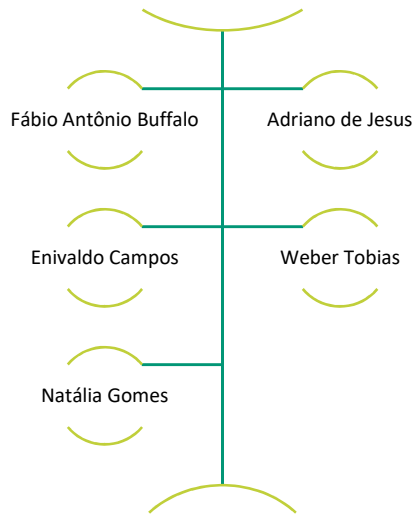 Fábio Antônio Buffalo
Adriano de Jesus
Enivaldo Campos
Weber Tobias
Natália Gomes